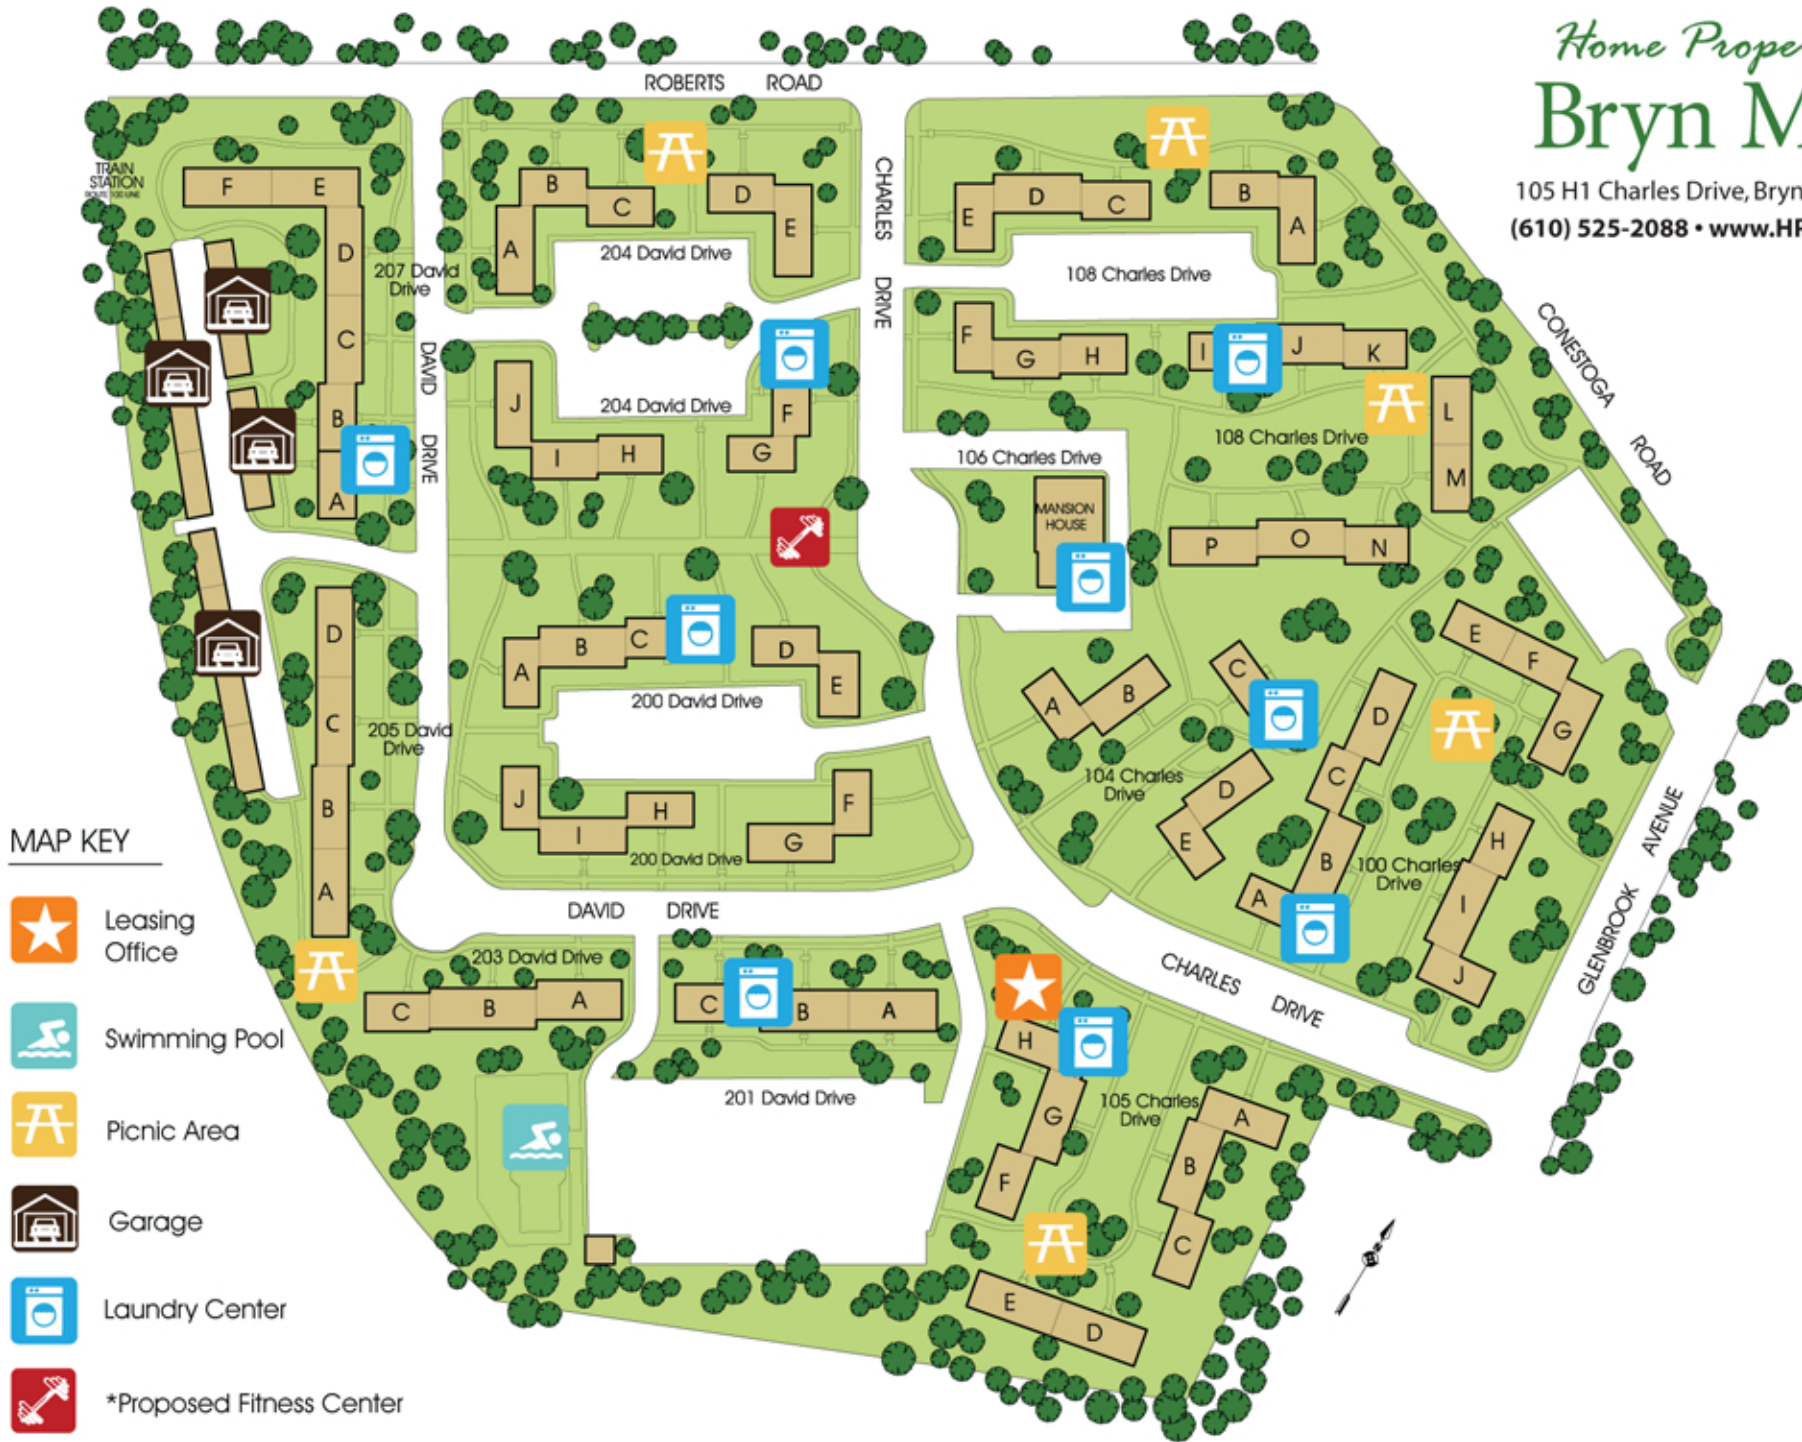 Home Prope
Bryn M
105 H1 Charles Drive, Bryn
(610) 525-2088 • www.HP
ROBERTS ROAD
TRAIN
STATION
ROUTE 100 LINE
F E
D
C
B
A
207 David
Drive
DAVID DRIVE
A
B
C
D
E
204 David Drive
204 David Drive
J
I
H
G
F
CHARLES DRIVE
E
D
C
B
A
108 Charles Drive
F
G
H
I
J
K
L
M
108 Charles Drive
P
O
N
CONESTOGA ROAD
106 Charles Drive
MANSION
HOUSE
D
C
B
A
205 David
Drive
A
B
C
D
E
200 David Drive
J
I
H
G
F
200 David Drive
A
B
C
D
E
104 Charles
Drive
E
F
G
D
C
B
A
H
I
J
100 Charles
Drive
GLENBROOK AVENUE
DAVID DRIVE
CHARLES DRIVE
203 David Drive
C
B
A
C
B
A
201 David Drive
H
G
F
105 Charles
Drive
A
B
C
E
D
N
MAP KEY
Leasing
Office
Swimming Pool
Picnic Area
Garage
Laundry Center
*Proposed Fitness Center